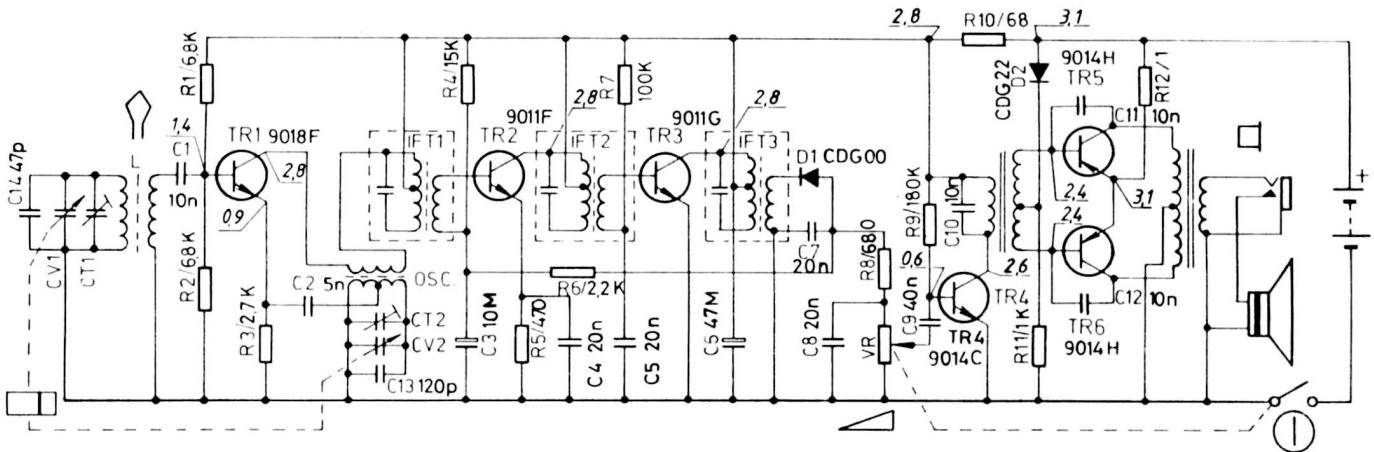 2,8
R10/68
3,1
R1/6,8K
R4/15K
R7
100K
CDG22
D2
9014H
TR5
R12/1
C11
10n
1,4
C1
10n
TR1 9018F
2,8
IFT1
9011F
TR2
2,8
IFT2
9011G
TR3
2,8
IFT3
D1 CDG00
L
C1447p
CV1
CT1
R2/68K
0,9
R3/2,7K
C2
5n
OSC.
CT2
CV2
C13 120p
R6/2,2K
C3 10M
R5/470
C4 20n
C5 20n
C6 47M
C7
20n
R8/680
C8 20n
VR
R9/180K
C10 10n
0,6
C9 40n
2,6
TR4
TR4
9014C
2,4
2,4
3,1
C12 10n
R11/1K
TR6
9014H
+